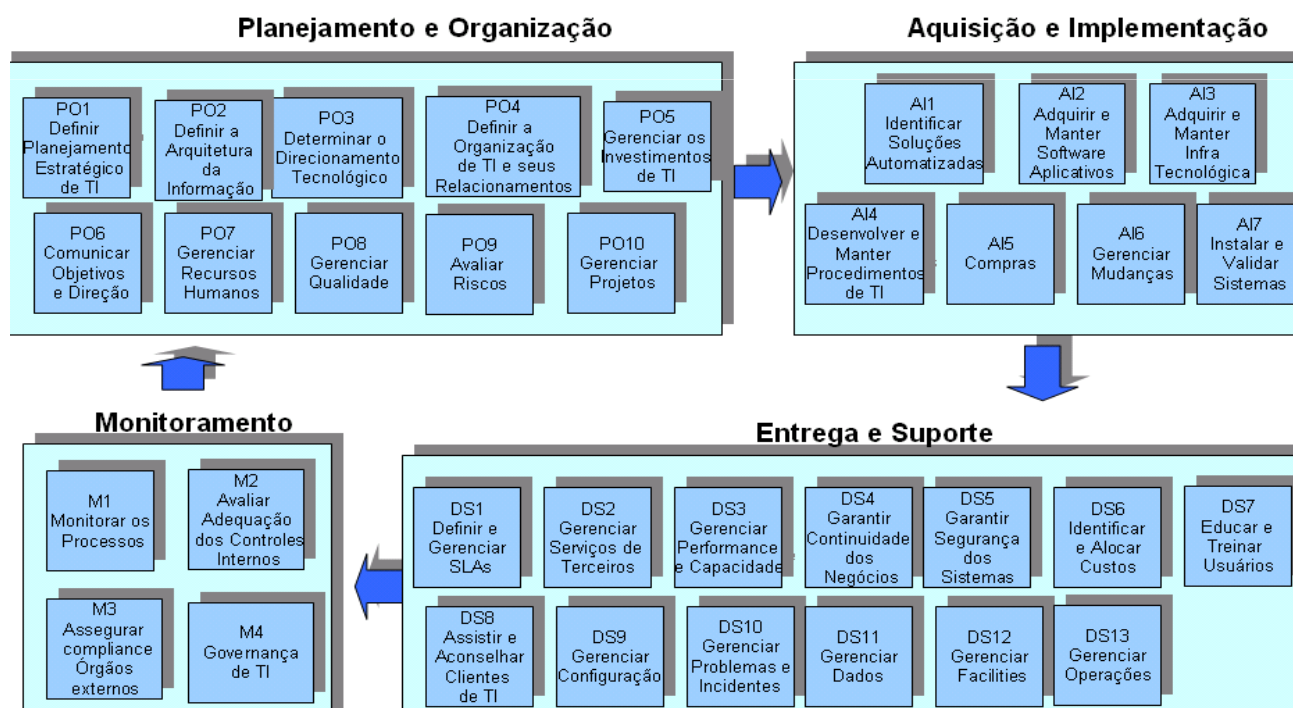 Planejamento e Organização
PO1
Definir
Planejamento
Estratégico
de TI
PO2
Definir a
Arquitetura
da
Informação
PO3
Determinar o
Direcionamento
Tecnológico
PO4
Definir a
Organização
de TI e seus
Relacionamentos
PO5
Gerenciar os
Investimentos
de TI
PO6
Comunicar
Objetivos
e Direção
PO7
Gerenciar
Recursos
Humanos
PO8
Gerenciar
Qualidade
PO9
Avaliar
Riscos
PO10
Gerenciar
Projetos
Aquisição e Implementação
AI1
Identificar
Soluções
Automatizadas
AI2
Adquirir e
Manter
Software
Aplicativos
AI3
Adquirir e
Manter
Infra
Tecnológica
AI4
Desenvolver e
Manter
Procedimentos
de TI
AI5
Compras
AI6
Gerenciar
Mudanças
AI7
Instalar e
Validar
Sistemas
Monitoramento
M1
Monitorar os
Processos
M2
Avaliar
Adequação
dos Controles
Internos
M3
Assegurar
compliance
Órgãos
externos
M4
Governança
de TI
Entrega e Suporte
DS1
Definir e
Gerenciar
SLAs
DS2
Gerenciar
Serviços de
Terceiros
DS3
Gerenciar
Performance
e Capacidade
DS4
Garantir
Continuidade
dos
Negócios
DS5
Garantir
Segurança
dos
Sistemas
DS6
Identificar
e Alocar
Custos
DS7
Educar e
Treinar
Usuários
DS8
Assistir e
Aconselhar
Clientes
de TI
DS9
Gerenciar
Configuração
DS10
Gerenciar
Problemas e
Incidentes
DS11
Gerenciar
Dados
DS12
Gerenciar
Facilities
DS13
Gerenciar
Operações